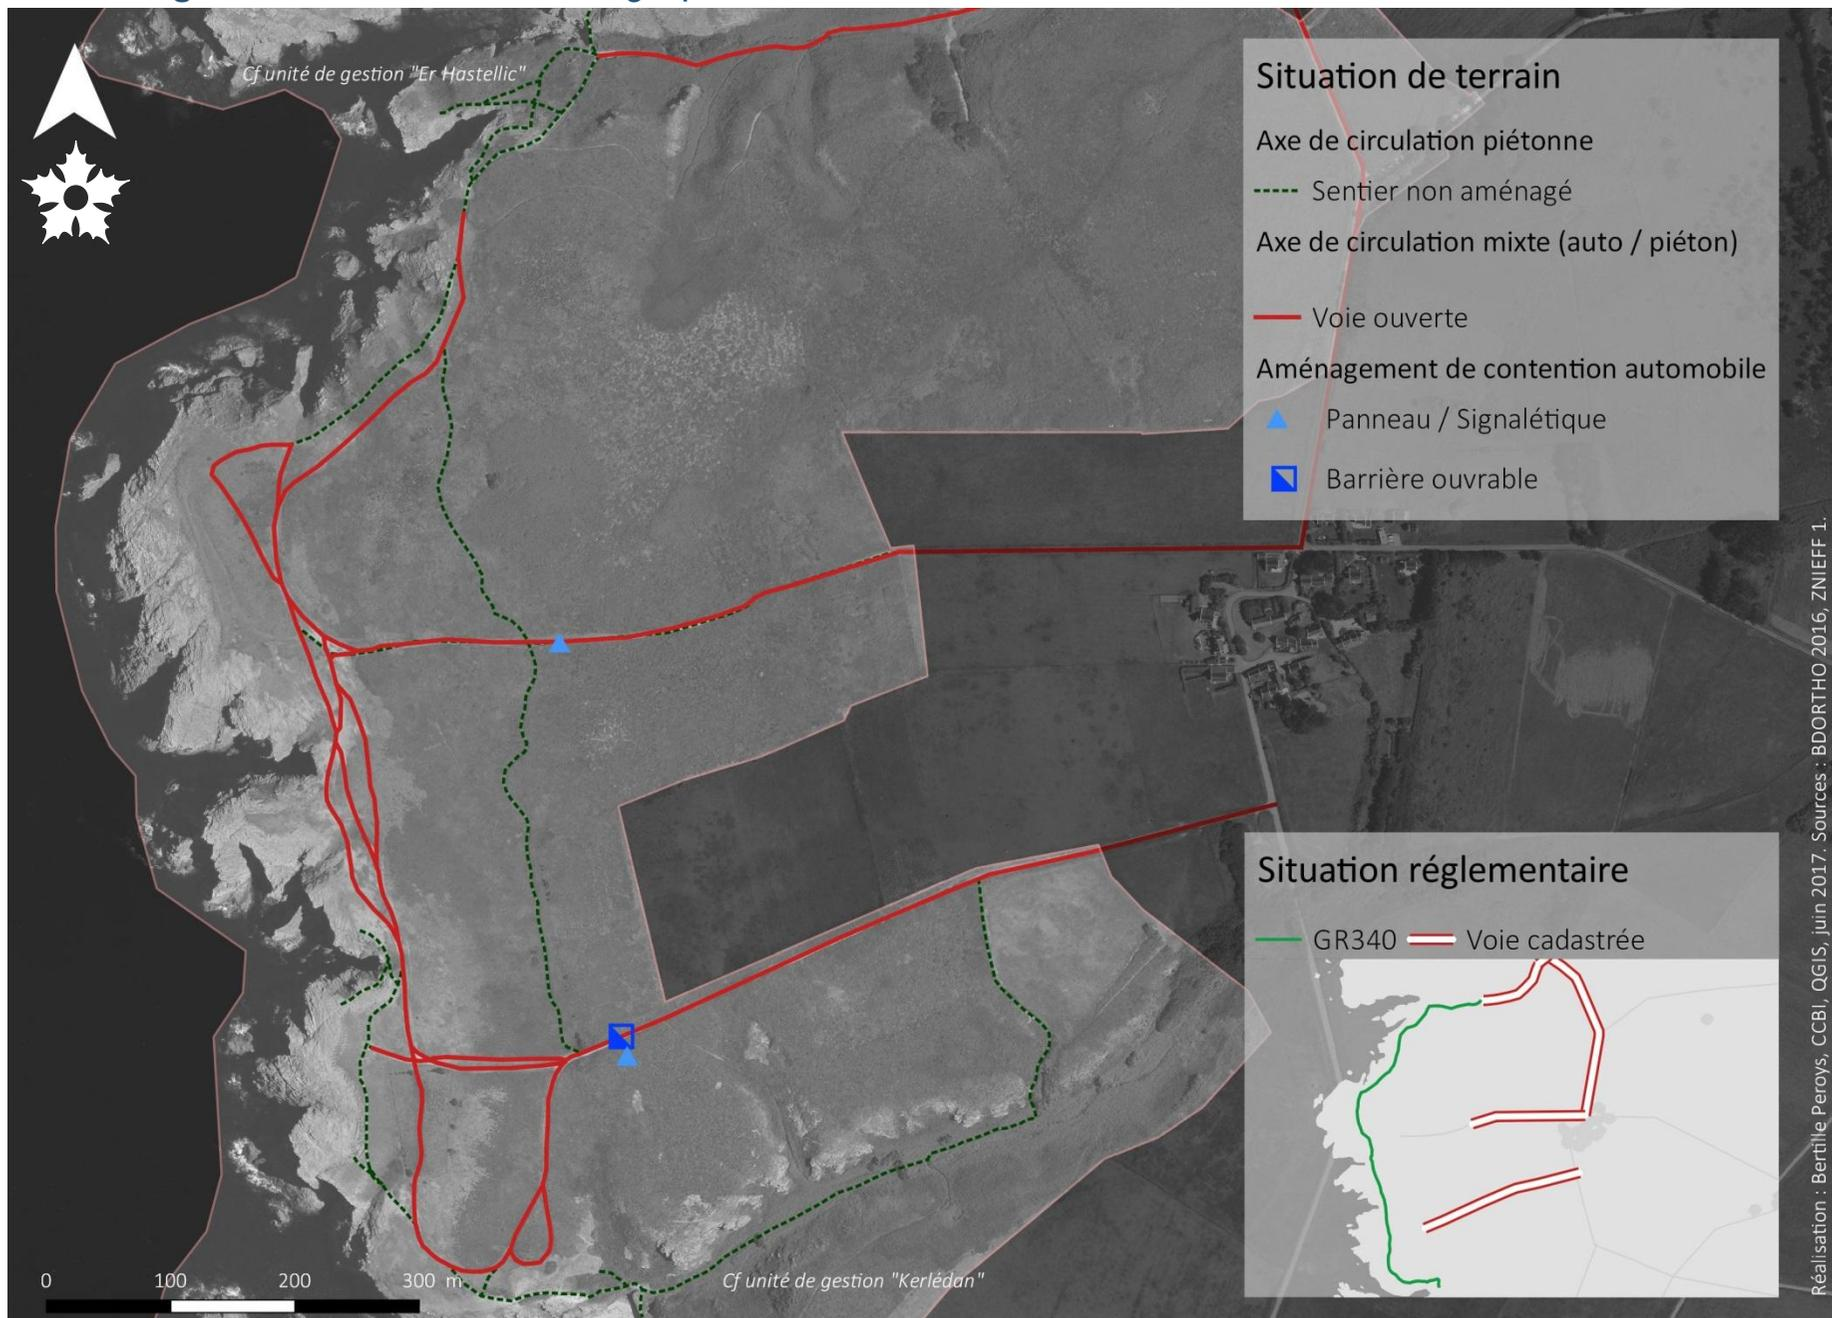 Cf unité de gestion "Er Hastellic"
Situation de terrain
Axe de circulation piétonne
Sentier non aménagé
Axe de circulation mixte (auto / piéton)
Voie ouverte
Aménagement de contention automobile
Panneau / Signalétique
Barrière ouvrable
Situation réglementaire
GR340 Voie cadastrée
0 100 200 300 m
Cf unité de gestion "Kerlédan"
Réalisation : Bertille Peroys, CCBI, QGIS, juin 2017. Sources : BDORTHO 2016, ZNIEFF 1.